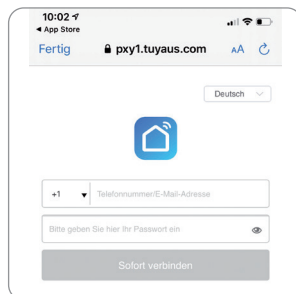 10:02
◀ App Store
Fertig pxy1.tuyaus.com AA
Deutsch
+1 ▼ Telefonnummer/E-Mail-Adresse
Bitte geben Sie hier Ihr Passwort ein
Sofort verbinden